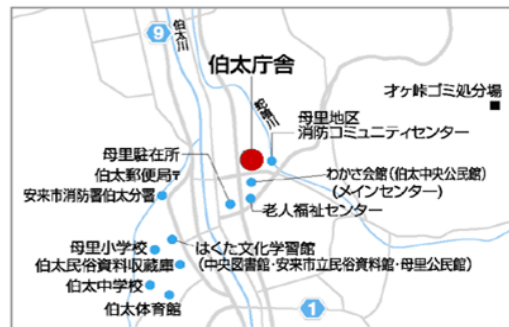 9
伯太川
伯太庁舎
才ヶ峠ゴミ処分場
母里地区
消防コミュニティセンター
母里駐在所
伯太郵便局〒
安来市消防署伯太分署
わかさ会館(伯太中央公民館)
(メインセンター)
老人福祉センター
母里小学校
はくた文化学習館
伯太民俗資料収蔵庫
(中央図書館・安来市立民俗資料館・母里公民館)
伯太中学校
伯太体育館
1